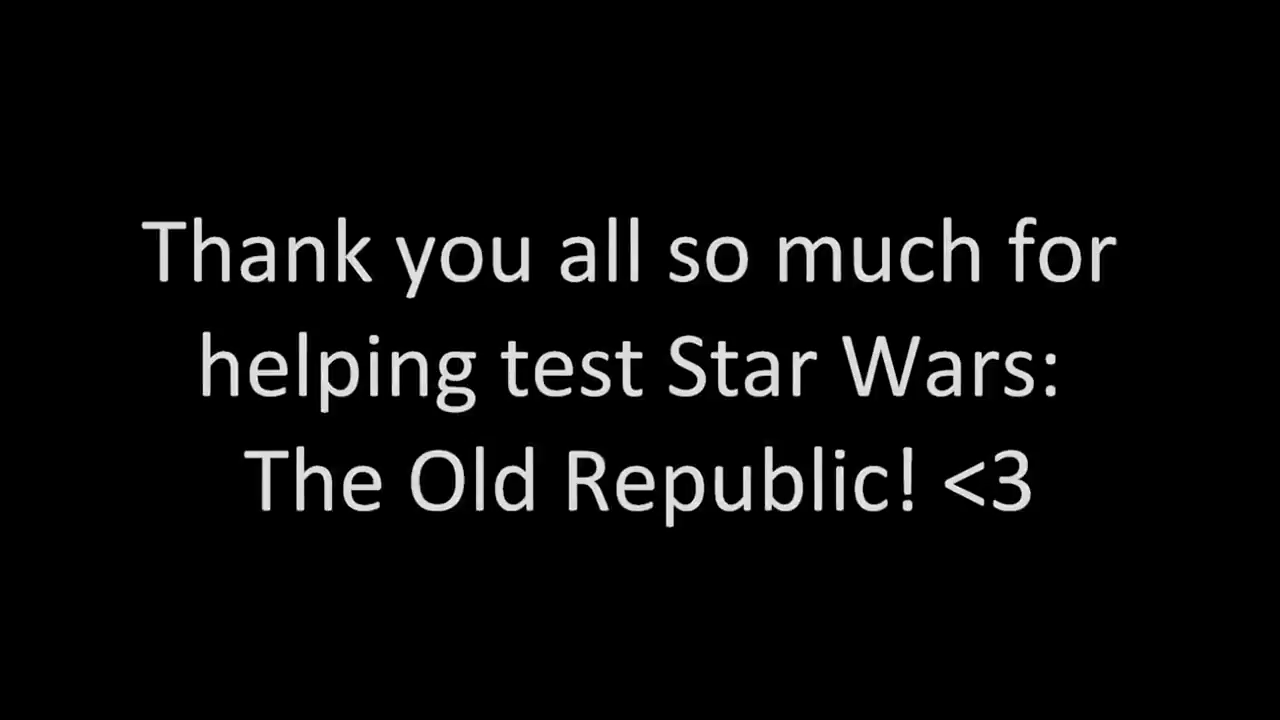 Thank you all so much for
helping test Star Wars:
The Old Republic! <3